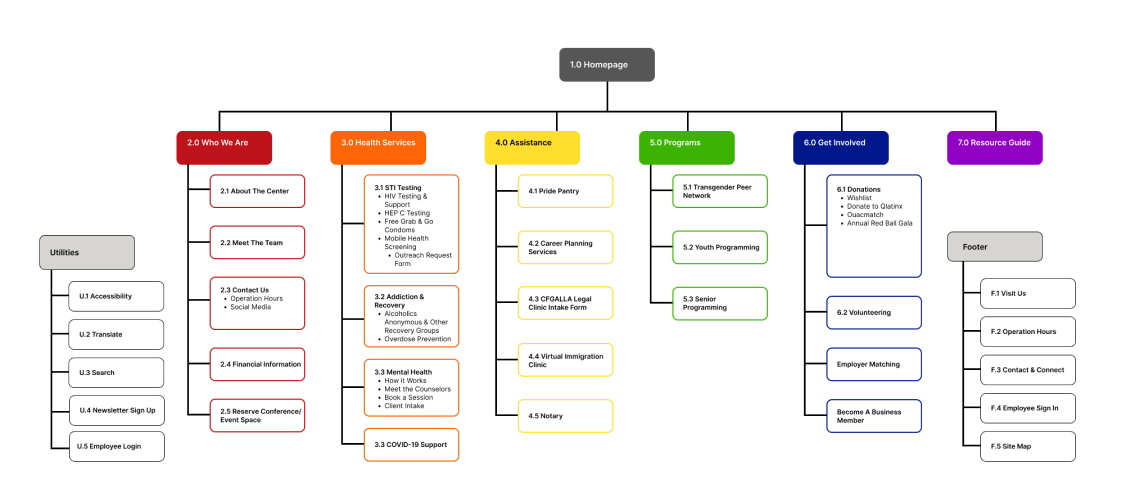 1.0 Homepage
2.0 Who We Are
3.0 Health Services
4.0 Assistance
5.0 Programs
6.0 Get Involved
7.0 Resource Guide
2.1 About The Center
2.2 Meet The Team
2.3 Contact Us
• Operation Hours
• Social Media
2.4 Financial Information
2.5 Reserve Conference/
Event Space
3.1 STI Testing
• HIV Testing &
Support
• HEP C Testing
• Free Grab & Go
Condoms
• Mobile Health
Screening
• Outreach Request
Form
3.2 Addiction &
Recovery
• Alcoholics
Anonymous & Other
Recovery Groups
• Overdose Prevention
3.3 Mental Health
• How it Works
• Meet the Counselors
• Book a Session
• Client Intake
3.3 COVID-19 Support
4.1 Pride Pantry
4.2 Career Planning
Services
4.3 CFGALLA Legal
Clinic Intake Form
4.4 Virtual Immigration
Clinic
4.5 Notary
5.1 Transgender Peer
Network
5.2 Youth Programming
5.3 Senior
Programming
6.1 Donations
• Wishlist
• Donate to Qlatinx
• Ouacmatch
• Annual Red Ball Gala
6.2 Volunteering
Employer Matching
Become A Business
Member
Utilities
U.1 Accessibility
U.2 Translate
U.3 Search
U.4 Newsletter Sign Up
U.5 Employee Login
Footer
F.1 Visit Us
F.2 Operation Hours
F.3 Contact & Connect
F.4 Employee Sign In
F.5 Site Map